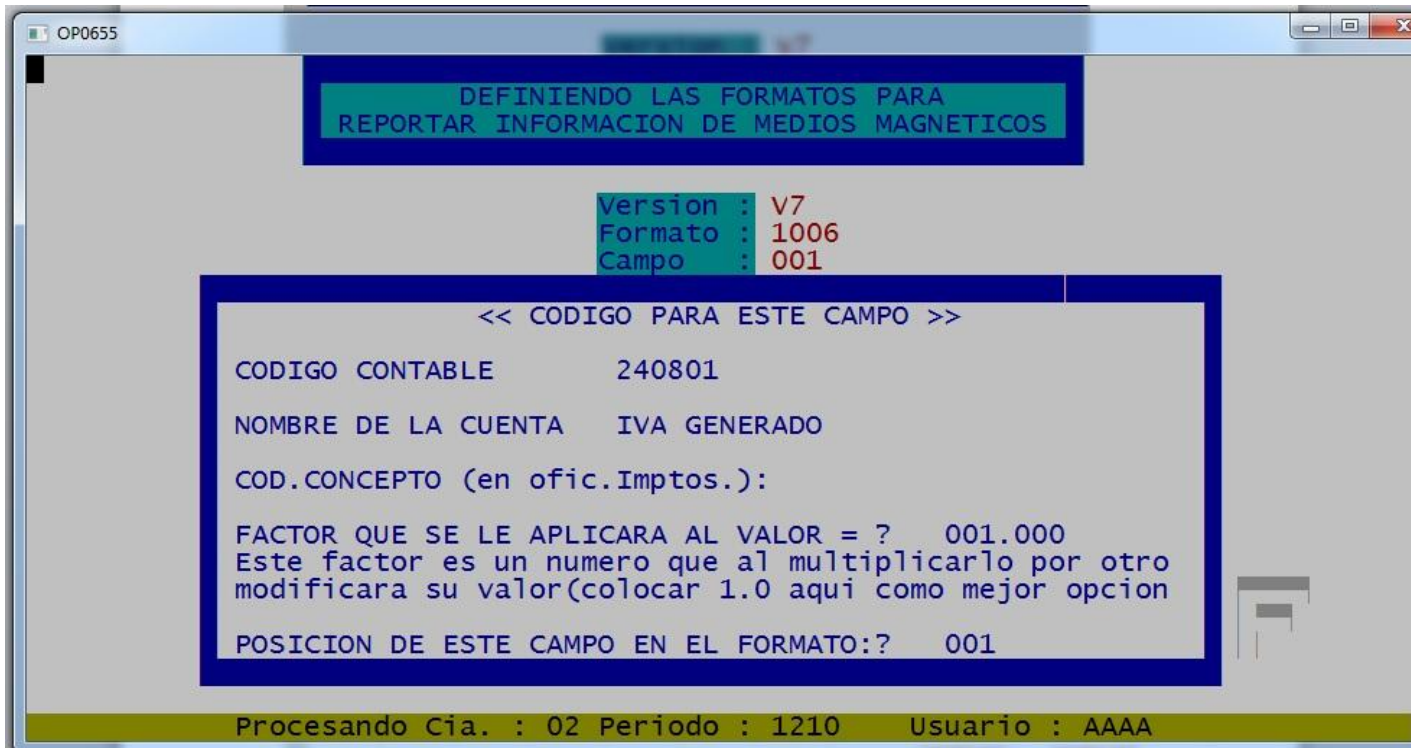 OP0655
DEFINIENDO LAS FORMATOS PARA
REPORTAR INFORMACION DE MEDIOS MAGNETICOS
Version : V7
Formato : 1006
Campo : 001
<< CODIGO PARA ESTE CAMPO >>
CODIGO CONTABLE 240801
NOMBRE DE LA CUENTA IVA GENERADO
COD.CONCEPTO (en ofic.Imptos.):
FACTOR QUE SE LE APLICARA AL VALOR = ? 001.000
Este factor es un numero que al multiplicarlo por otro
modificara su valor(colocar 1.0 aqui como mejor opcion
POSICION DE ESTE CAMPO EN EL FORMATO:? 001
Procesando Cia. : 02 Periodo : 1210 Usuario : AAAA